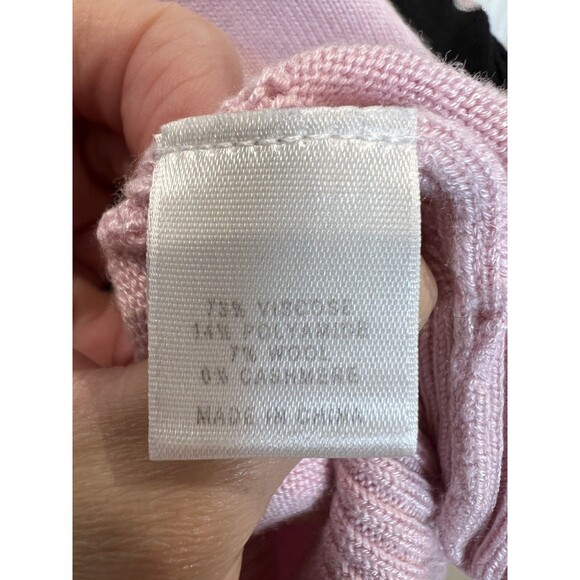 73% VISCOSE
14% POLYAMIDE
7% WOOL
6% CASHMERE
MADE IN CHINA